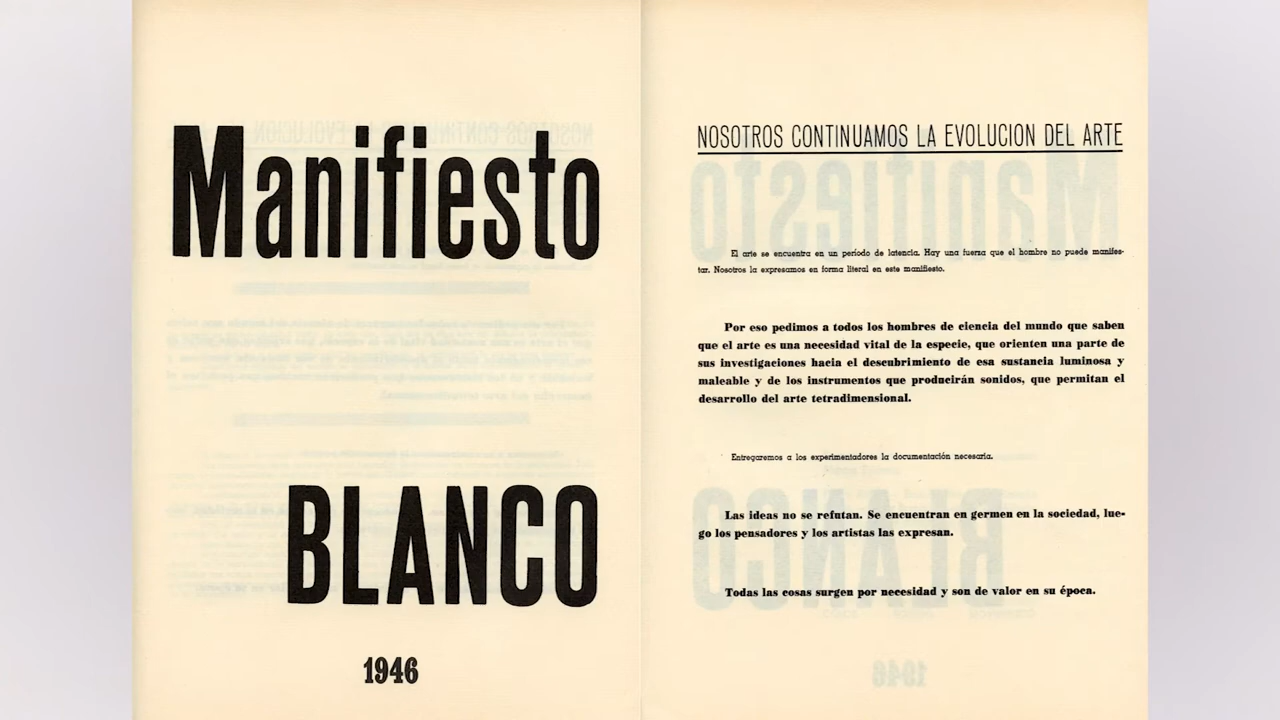 Manifiesto
BLANCO
1946
NOSOTROS CONTINUAMOS LA EVOLUCION DEL ARTE
El arte se encuentra en un período de latencia. Hay una fuerza que el hombre no puede manifes-
tar. Nosotros la expresamos en forma literal en este manifiesto.
Por eso pedimos a todos los hombres de ciencia del mundo que saben
que el arte es una necesidad vital de la especie, que orienten una parte de
sus investigaciones hacia el descubrimiento de esa sustancia luminosa y
maleable y de los instrumentos que producirán sonidos, que permitan el
desarrollo del arte tetradimensional.
Entregaremos a los experimentadores la documentación necesaria.
Las ideas no se refutan. Se encuentran en germen en la sociedad, lue-
go los pensadores y los artistas las expresan.
Todas las cosas surgen por necesidad y son de valor en su época.